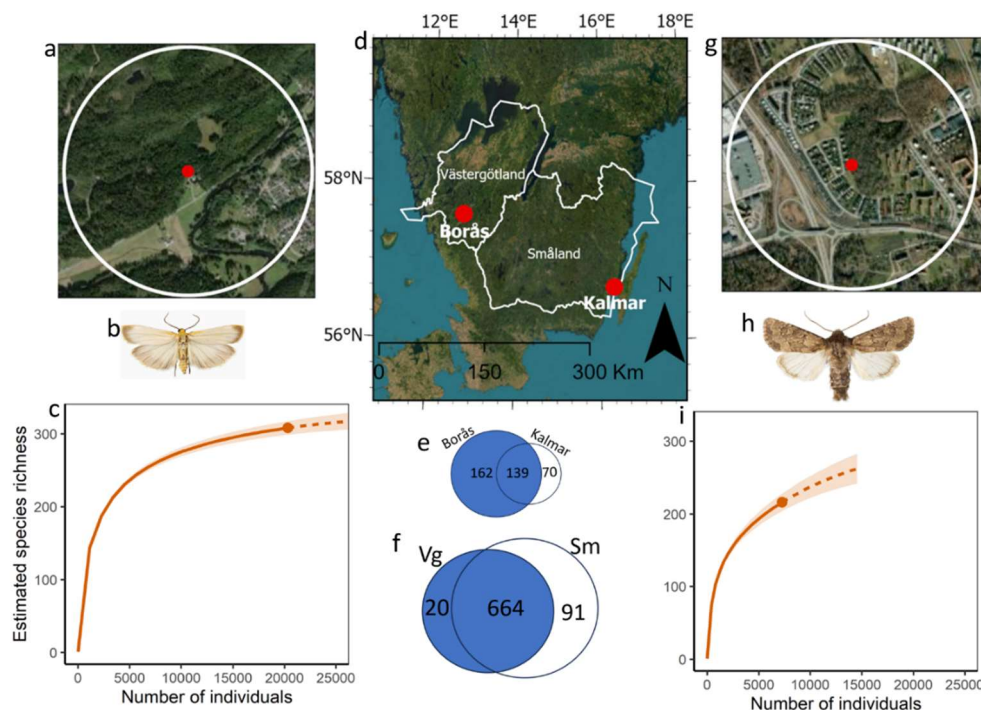 a
b
c
Estimated species richness
300
200
100
0
0 5000 10000 15000 20000 25000
Number of individuals
12°E 14°E 16°E 18°E
d
58°N
56°N
Västergötland
Borås
Småland
Kalmar
N
0 150 300 Km
e
Borås Kalmar
162 139 70
f
Vg Sm
20 664 91
g
h
i
300
200
100
0
0 5000 10000 15000 20000 25000
Number of individuals